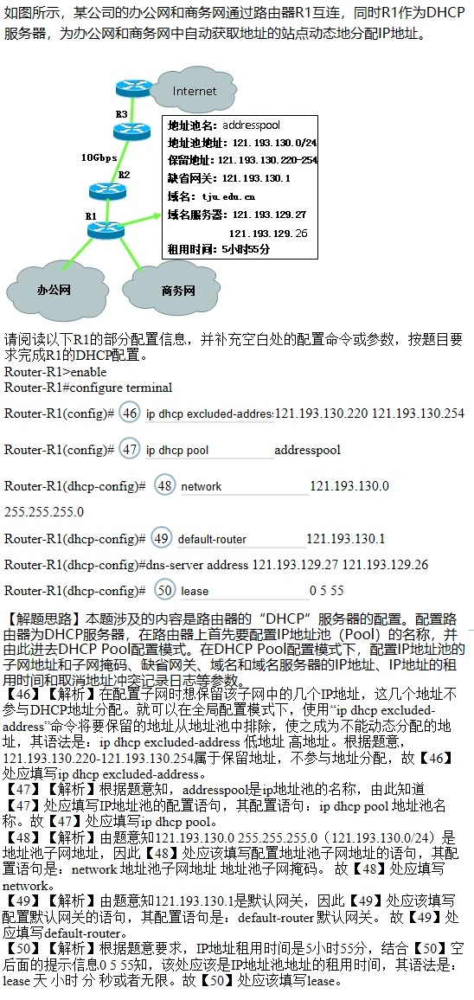 如图所示，某公司的办公网和商务网通过路由器R1互连，同时R1作为DHCP
服务器，为办公网和商务网中自动获取地址的站点动态地分配IP地址。
Internet
R3
10Gbps
R2
R1
办公网
商务网
地址池名：addresspool
地址池地址：121.193.130.0/24
保留地址：121.193.130.220-254
缺省网关：121.193.130.1
域名：tju.edu.cn
域名服务器：121.193.129.27
121.193.129.26
租用时间：5小时55分
请阅读以下R1的部分配置信息，并补充空白处的配置命令或参数，按题目要
求完成R1的DHCP配置。
Router-R1>enable
Router-R1#configure terminal
Router-R1(config)# 46 ip dhcp excluded-addres 121.193.130.220 121.193.130.254
Router-R1(config)# 47 ip dhcp pool addresspool
Router-R1(dhcp-config)# 48 network 121.193.130.0
255.255.255.0
Router-R1(dhcp-config)# 49 default-router 121.193.130.1
Router-R1(dhcp-config)#dns-server address 121.193.129.27 121.193.129.26
Router-R1(dhcp-config)# 50 lease 0 5 55
【解题思路】本题涉及的内容是路由器的“DHCP”服务器的配置。配置路
由器为DHCP服务器，在路由器上首先要配置IP地址池（Pool）的名称，并
由此进去DHCP Pool配置模式。在DHCP Pool配置模式下，配置IP地址池的
子网地址和子网掩码、缺省网关、域名和域名服务器的IP地址、IP地址的租
用时间和取消地址冲突记录日志等参数。
【46】【解析】在配置子网时想保留该子网中的几个IP地址，这几个地址不
参与DHCP地址分配。就可以在全局配置模式下，使用“ip dhcp excluded-
address”命令将要保留的地址从地址池中排除，使之成为不能动态分配的地
址，其语法是：ip dhcp excluded-address 低地址 高地址。根据题意，
121.193.130.220-121.193.130.254属于保留地址，不参与地址分配，故【46】
处应填写ip dhcp excluded-address。
【47】【解析】根据题意知，addresspool是ip地址池的名称，由此知道
【47】处应填写IP地址池的配置语句，其配置语句：ip dhcp pool 地址池名
称。故【47】处应填写ip dhcp pool。
【48】【解析】由题意知121.193.130.0 255.255.255.0（121.193.130.0/24）是
地址池子网地址，因此【48】处应该填写配置地址池子网地址的语句，其配
置语句是：network 地址池子网地址 地址池子网掩码。 故【48】处应填写
network。
【49】【解析】由题意知121.193.130.1是默认网关，因此【49】处应该填写
配置默认网关的语句，其配置语句是：default-router 默认网关。 故【49】处
应填写default-router。
【50】【解析】根据题意要求，IP地址租用时间是5小时55分，结合【50】空
后面的提示信息0 5 55知，该处应该是IP地址池地址的租用时间，其语法是：
lease 天 小时 分 秒或者无限。故【50】处应该填写lease。